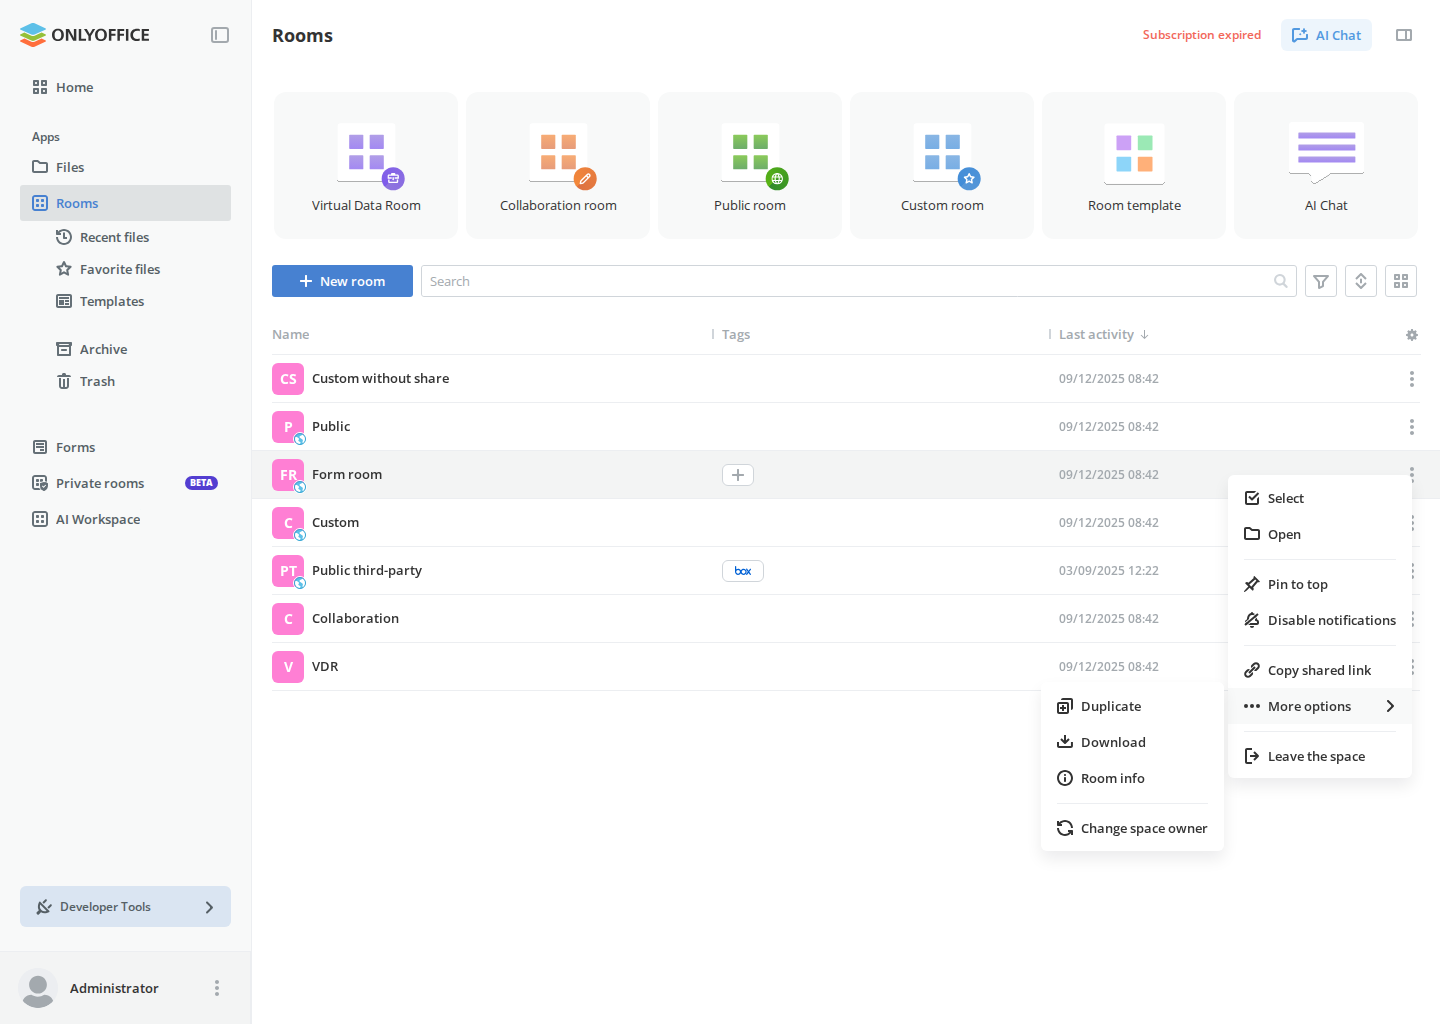 ONLYOFFICE
Home
Apps
Files
Rooms
Recent files
Favorite files
Templates
Archive
Trash
Forms
Private rooms BETA
AI Workspace
Developer Tools
Administrator
Rooms
Subscription expired
AI Chat
Virtual Data Room
Collaboration room
Public room
Custom room
Room template
AI Chat
New room
Search
Name Tags Last activity
CS Custom without share 09/12/2025 08:42
P Public 09/12/2025 08:42
FR Form room 09/12/2025 08:42
C Custom 09/12/2025 08:42
PT Public third-party box 03/09/2025 12:22
C Collaboration 09/12/2025 08:42
V VDR 09/12/2025 08:42
Select
Open
Pin to top
Disable notifications
Copy shared link
More options
Leave the space
Duplicate
Download
Room info
Change space owner